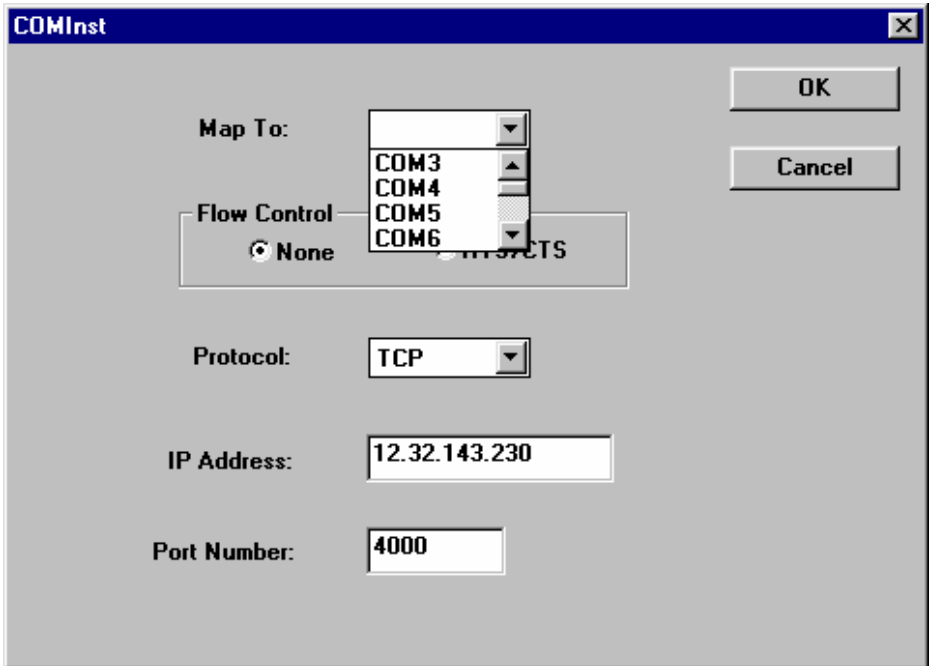 COMInst
OK
Map To:
COM3
COM4
COM5
COM6
Cancel
Flow Control
None
Protocol:
TCP
IP Address:
12.32.143.230
Port Number:
4000